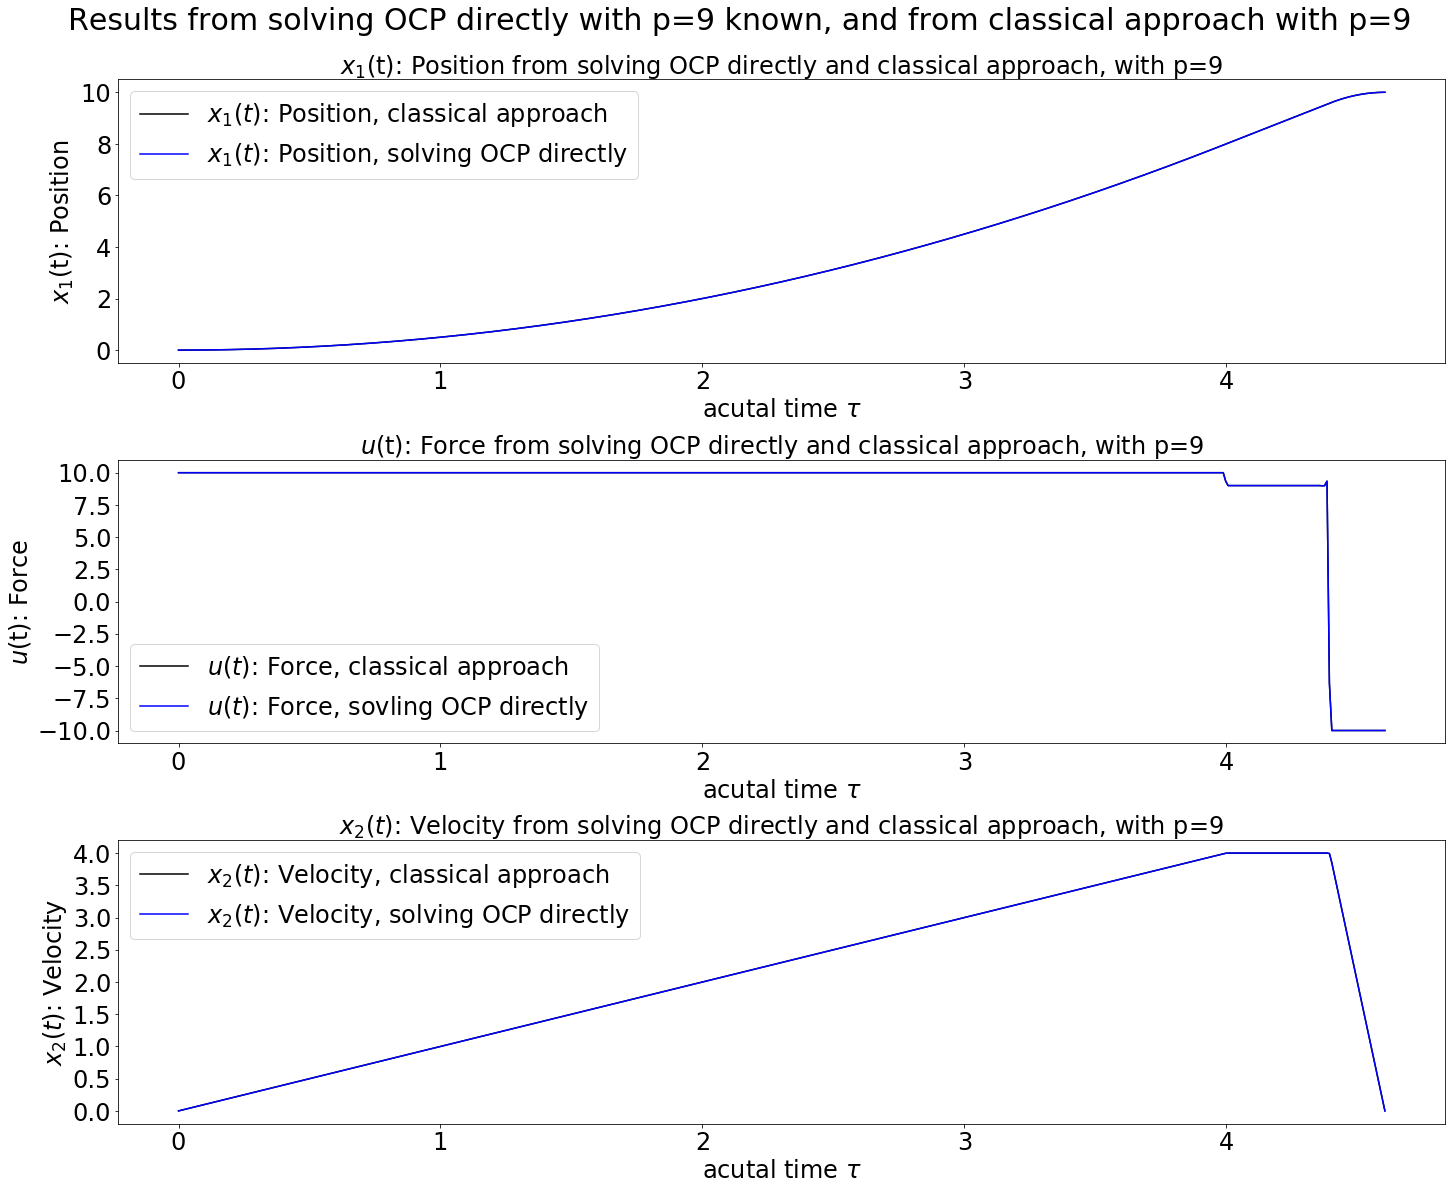 Results from solving OCP directly with p=9 known, and from classical approach with p=9
x₁(t): Position from solving OCP directly and classical approach, with p=9
x₁(t): Position
10
8
6
4
2
0
x₁(t): Position, classical approach
x₁(t): Position, solving OCP directly
0 1 2 3 4
acutal time τ
u(t): Force from solving OCP directly and classical approach, with p=9
u(t): Force
10.0
7.5
5.0
2.5
0.0
−2.5
−5.0
−7.5
−10.0
u(t): Force, classical approach
u(t): Force, sovling OCP directly
0 1 2 3 4
acutal time τ
x₂(t): Velocity from solving OCP directly and classical approach, with p=9
x₂(t): Velocity
4.0
3.5
3.0
2.5
2.0
1.5
1.0
0.5
0.0
x₂(t): Velocity, classical approach
x₂(t): Velocity, solving OCP directly
0 1 2 3 4
acutal time τ